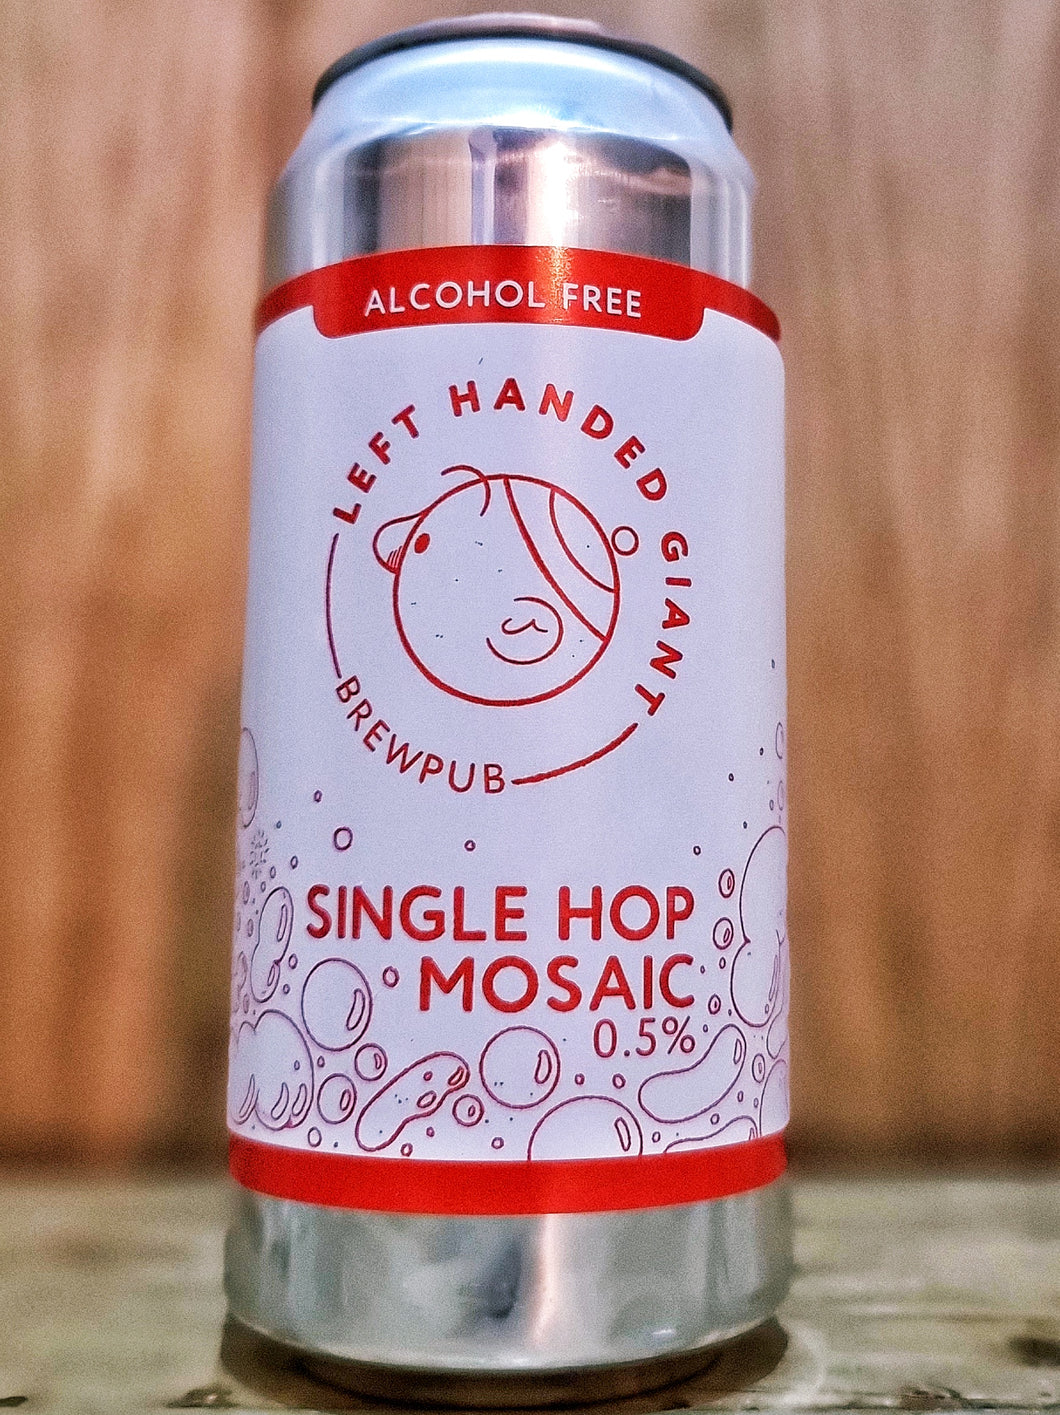 ALCOHOL FREE
LEFT HANDED GIANT
BREWPUB
SINGLE HOP
MOSAIC
0.5%